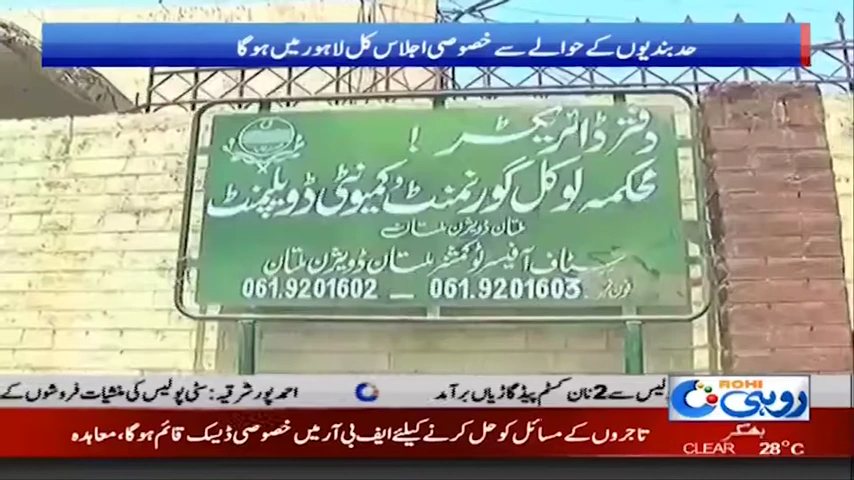 حدبندیوں کے حوالے سے خصوصی اجلاس کل لاہور میں ہوگا
دفتر ڈائریکٹر !
محکمہ لوکل گورنمنٹ و کمیونٹی ڈویلپمنٹ
ملتان ڈویژن ملتان
سٹاف آفیسر ٹو کمشنر ملتان ڈویژن ملتان
فون نمبر 061.9201603 – 061.9201602
لیس سے 2 نان کسٹم پیڈ گاڑیاں برآمد
احمد پور شرقیہ: سٹی پولیس کی منشیات فروشوں کے
ROHI
روہی
تاجروں کے مسائل کو حل کرنے کیلئے ایف بی آر میں خصوصی ڈیسک قائم ہوگا، معاہدہ
بھکر
CLEAR 28°C